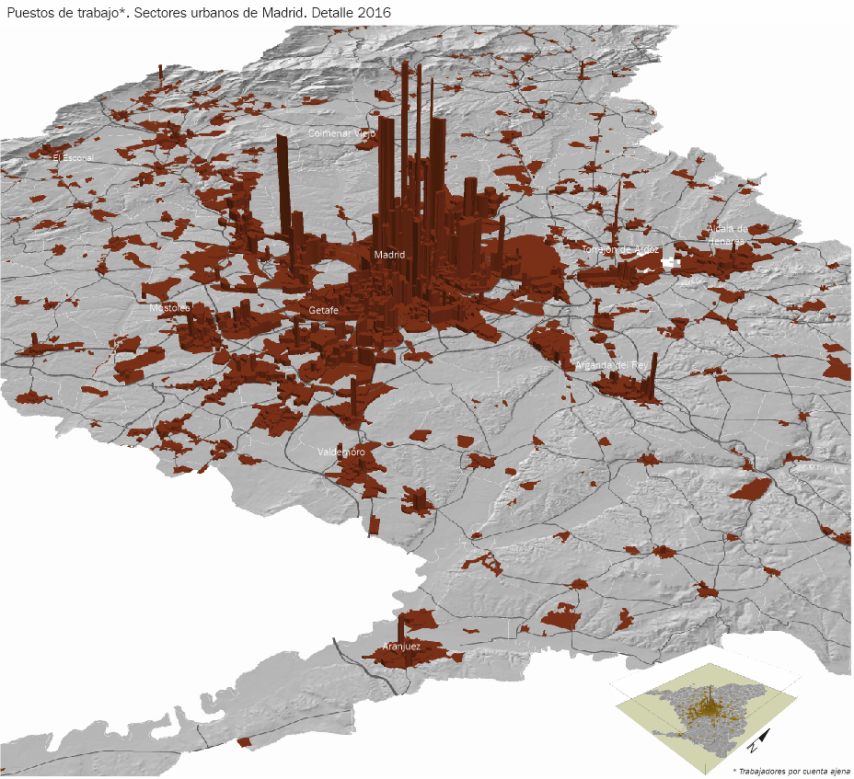 Puestos de trabajo*. Sectores urbanos de Madrid. Detalle 2016
Colmenar Viejo
El Escorial
Alcalá de
Henares
Torrejón de Ardoz
Madrid
Móstoles
Getafe
Arganda del Rey
Valdemoro
Aranjuez
N
* Trabajadores por cuenta ajena